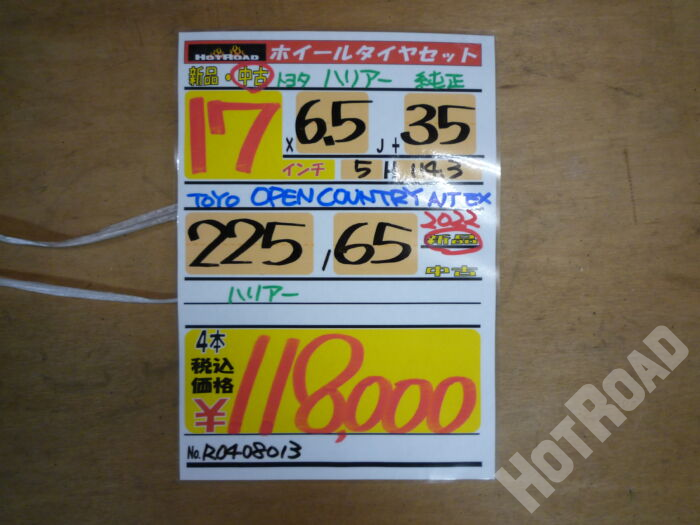 HOTROAD ホイールタイヤセット
新品・中古 トヨタ ハリアー 純正
17 X 6.5 J + 35
インチ 5 H 114.3
TOYO OPEN COUNTRY A/T EX
2022
225 / 65 新品
中古
ハリアー
4本
税込
価格
¥ 118,000
No. R0408013
HOTROAD